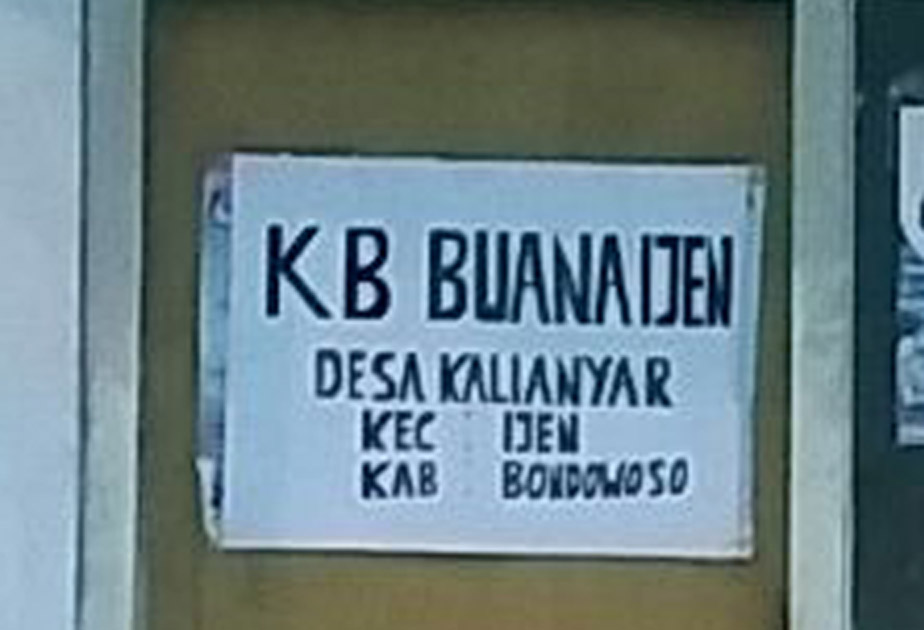 KB BUANA IJEN
DESA KALIANYAR
KEC : IJEN
KAB : BONDOWOSO